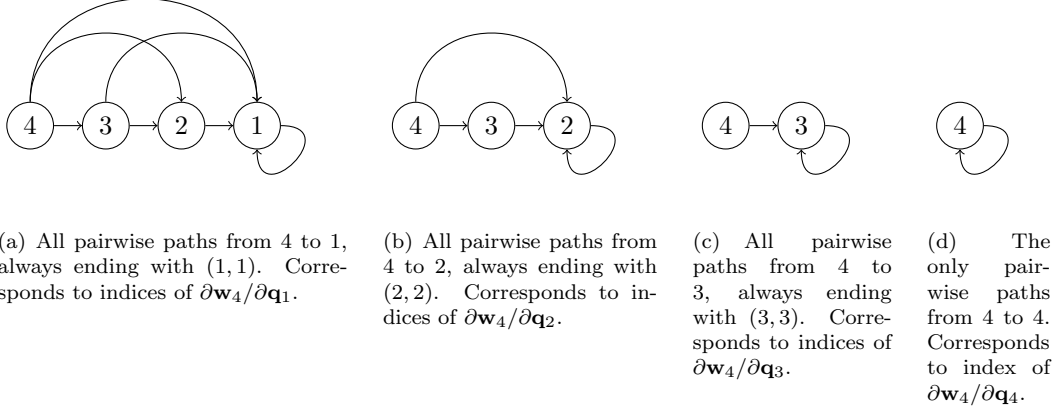 4 3 2 1
4 3 2
4 3
4
(a) All pairwise paths from 4 to 1,
always ending with (1, 1). Corre-
sponds to indices of ∂w₄/∂q₁.
(b) All pairwise paths from
4 to 2, always ending with
(2, 2). Corresponds to in-
dices of ∂w₄/∂q₂.
(c) All pairwise
paths from 4 to
3, always ending
with (3, 3). Corre-
sponds to indices of
∂w₄/∂q₃.
(d) The
only pair-
wise paths
from 4 to 4.
Corresponds
to index of
∂w₄/∂q₄.